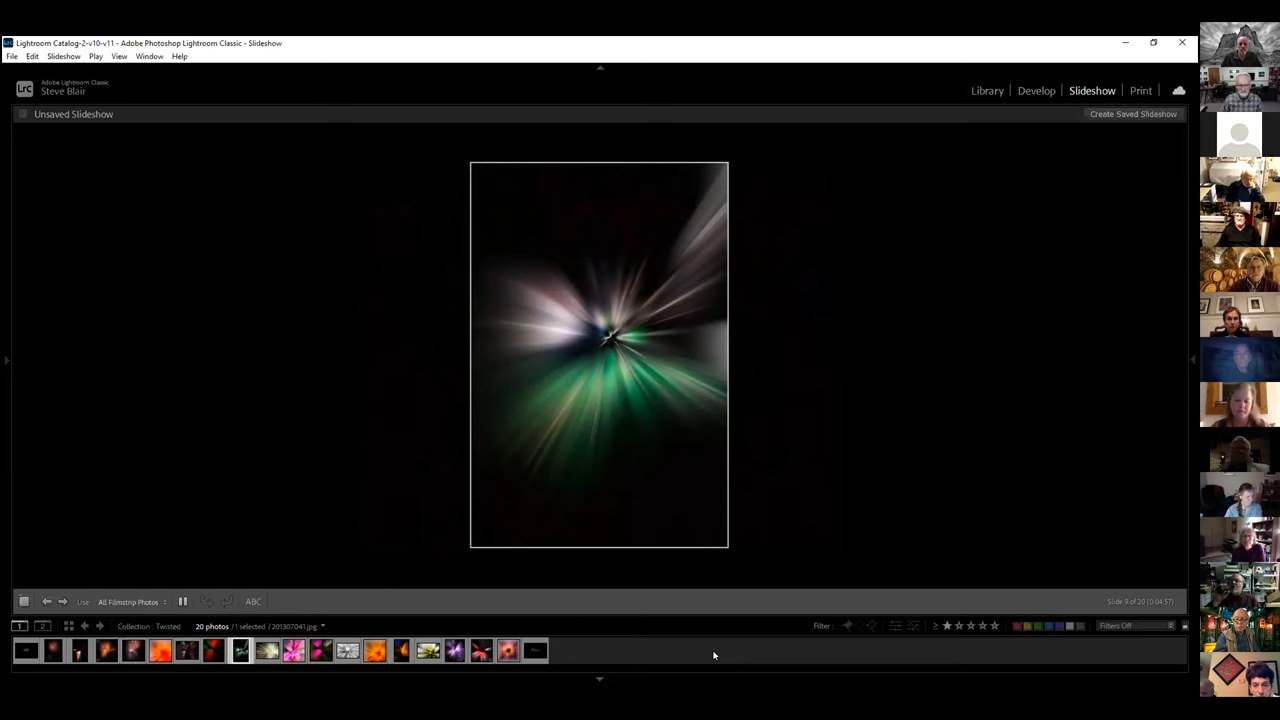 Lightroom Catalog-2-v10-v11 - Adobe Photoshop Lightroom Classic - Slideshow
File Edit Slideshow Play View Window Help
LrC
Adobe Lightroom Classic
Steve Blair
Library Develop Slideshow Print
Unsaved Slideshow
Create Saved Slideshow
Use All Filmstrip Photos ABC
Slide 9 of 20 (0:04:57)
1 2 Collection : Twisted 20 photos / 1 selected / 201307041.jpg
Filter : Filters Off